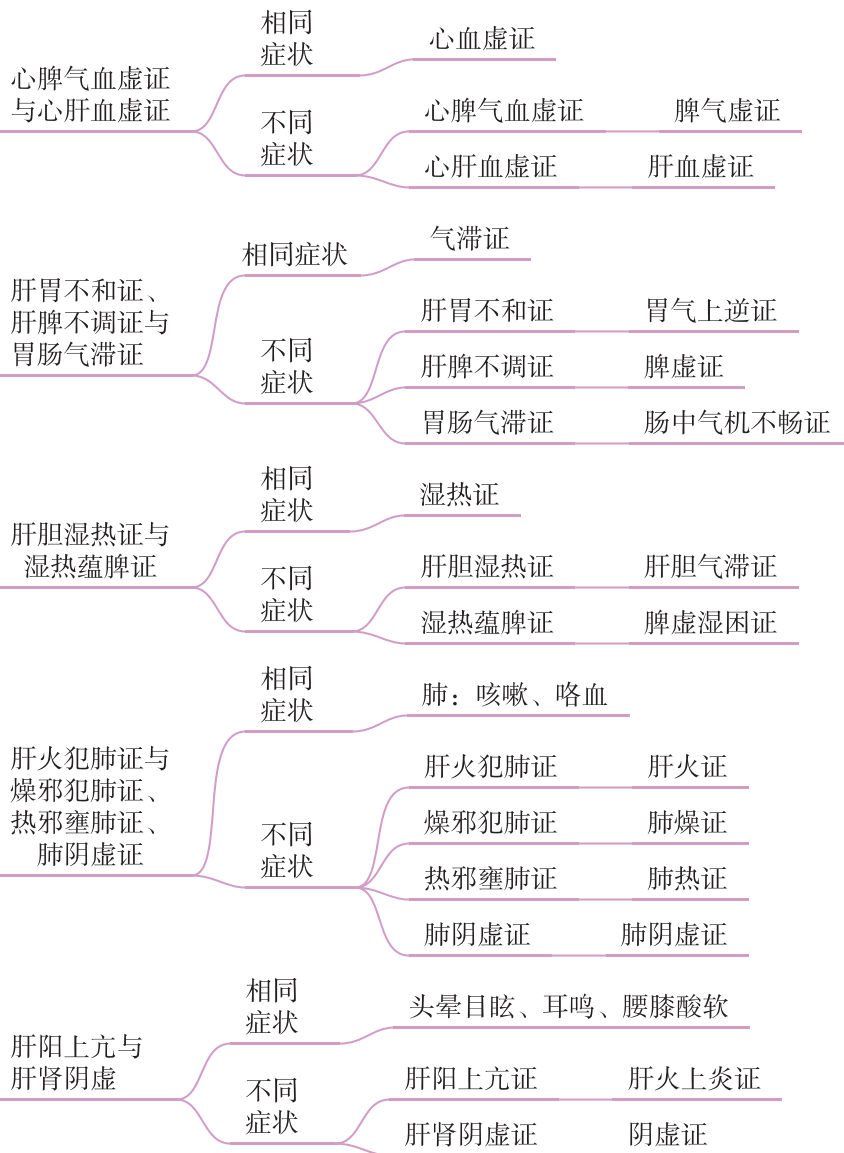 心脾气血虚证
与心肝血虚证
相同
症状
心血虚证
不同
症状
心脾气血虚证
脾气虚证
心肝血虚证
肝血虚证
肝胃不和证、
肝脾不调证与
胃肠气滞证
相同症状
气滞证
不同
症状
肝胃不和证
胃气上逆证
肝脾不调证
脾虚证
胃肠气滞证
肠中气机不畅证
肝胆湿热证与
湿热蕴脾证
相同
症状
湿热证
不同
症状
肝胆湿热证
肝胆气滞证
湿热蕴脾证
脾虚湿困证
肝火犯肺证与
燥邪犯肺证、
热邪壅肺证、
肺阴虚证
相同
症状
肺：咳嗽、咯血
不同
症状
肝火犯肺证
肝火证
燥邪犯肺证
肺燥证
热邪壅肺证
肺热证
肺阴虚证
肺阴虚证
肝阳上亢与
肝肾阴虚
相同
症状
头晕目眩、耳鸣、腰膝酸软
不同
症状
肝阳上亢证
肝火上炎证
肝肾阴虚证
阴虚证